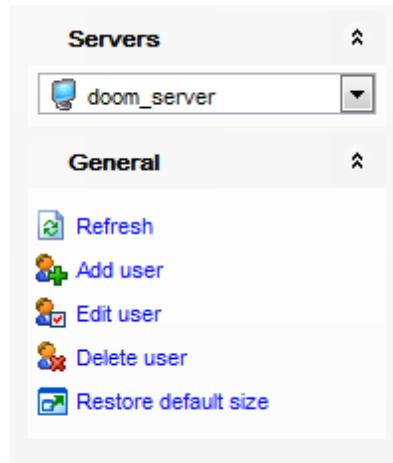 Servers
doom_server
General
Refresh
Add user
Edit user
Delete user
Restore default size